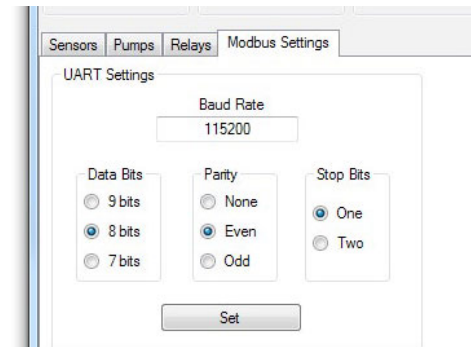 Sensors Pumps Relays Modbus Settings
UART Settings
Baud Rate
115200
Data Bits
9 bits
8 bits
7 bits
Parity
None
Even
Odd
Stop Bits
One
Two
Set